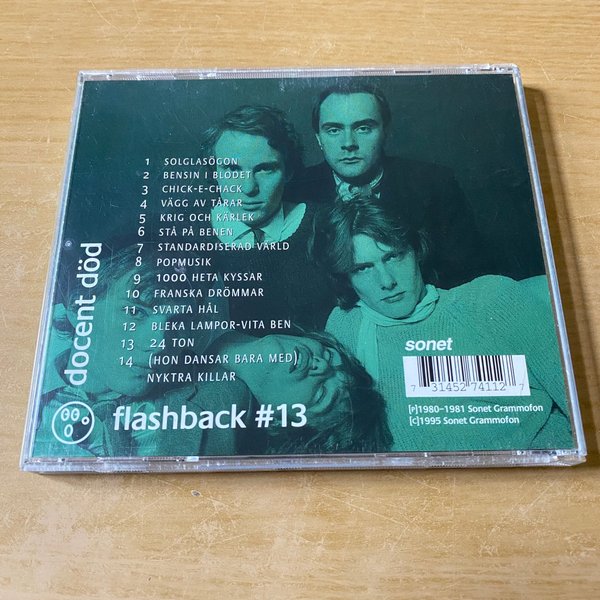 1 SOLGLASÖGON
2 BENSIN I BLODET
3 CHICK-E-CHACK
4 VÄGG AV TÅRAR
5 KRIG OCH KÄRLEK
6 STÅ PÅ BENEN
7 STANDARDISERAD VÄRLD
8 POPMUSIK
9 1000 HETA KYSSAR
10 FRANSKA DRÖMMAR
11 SVARTA HÅL
12 BLEKA LAMPOR-VITA BEN
13 24 TON
14 (HON DANSAR BARA MED)
NYKTRA KILLAR
docent död
flashback #13
sonet
7 31452 74112 7
[P]1980–1981 Sonet Grammofon
[C]1995 Sonet Grammofon